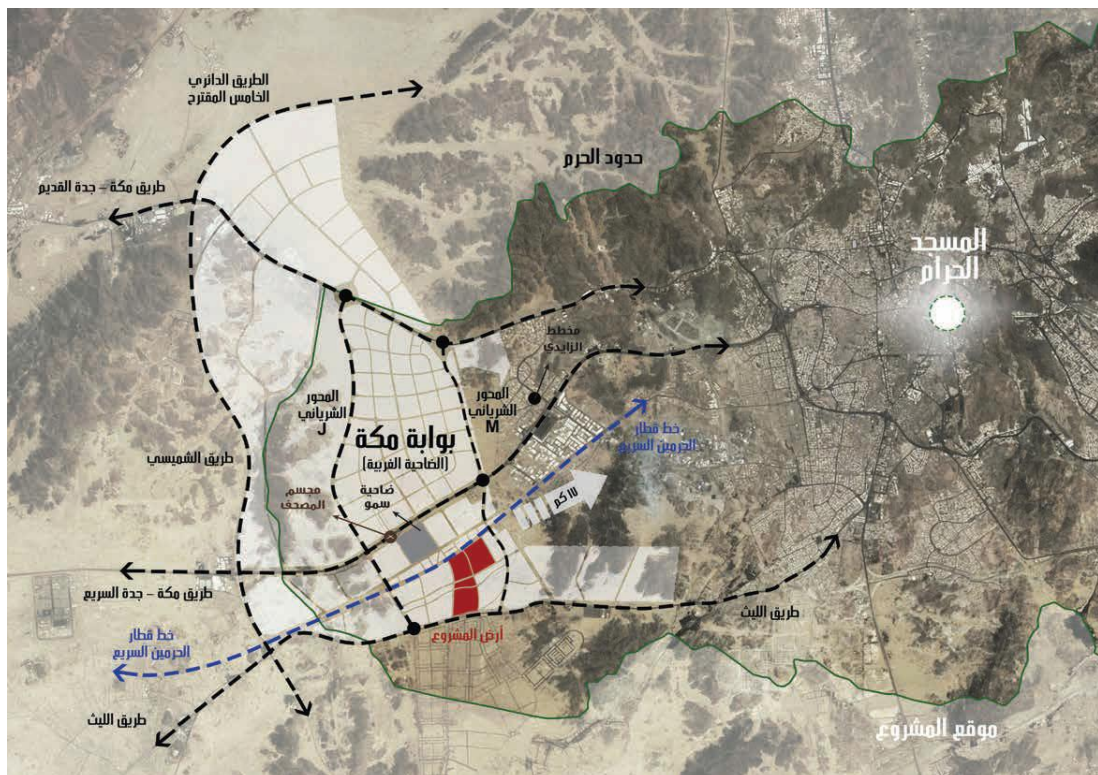 الطريق الدائري
الخامس المقترح
حدود الحرم
طريق مكة - جدة القديم
المسجد
الحرام
مخطط
الزايدي
المحور
الشرياني
J
المحور
الشرياني
M
بوابة مكة
(الضاحية الغربية)
خط قطار
الحرمين السريع
طريق الشميسي
مجسم
المصحف
ضاحية
سمو
١٧ كم
طريق مكة - جدة السريع
طريق الليث
أرض المشروع
خط قطار
الحرمين السريع
طريق الليث
موقع المشروع